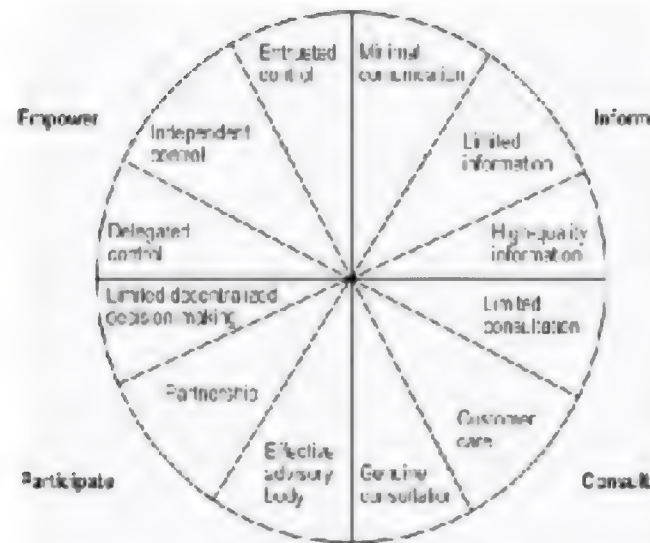 Empower
Inform
Participate
Consult
Minimal
comunication
Limited
information
High-quality
information
Limited
consultation
Customer
care
Genuine
consultation
Effective
advisory
body
Partnership
Limited decentralized
decision-making
Delegated
control
Independent
control
Entrusted
control